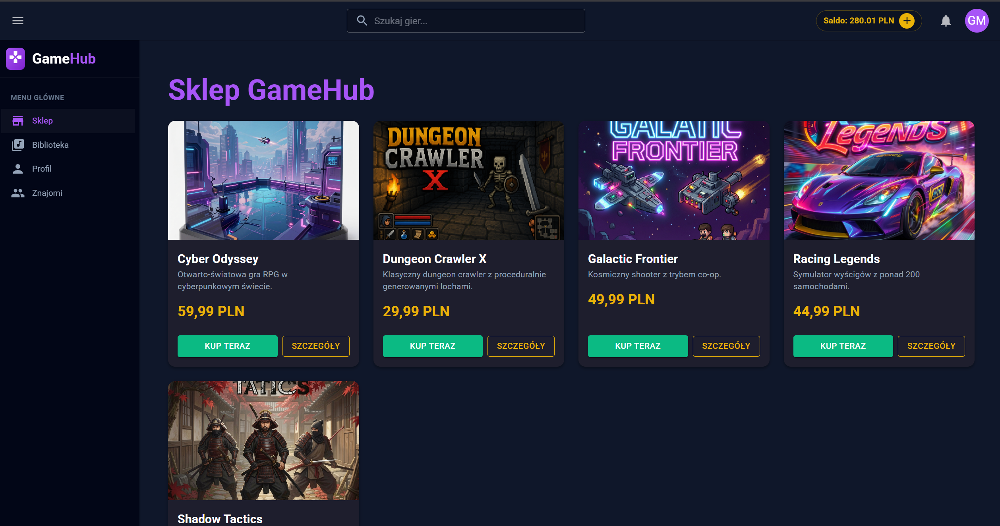 Szukaj gier...
Saldo: 280.01 PLN
GM
GameHub
MENU GŁÓWNE
Sklep
Biblioteka
Profil
Znajomi
Sklep GameHub
DUNGEON
CRAWLER
X
GALATIC
FRONTIER
Legends
Cyber Odyssey
Otwarto-światowa gra RPG w
cyberpunkowym świecie.
59,99 PLN
KUP TERAZ
SZCZEGÓŁY
Dungeon Crawler X
Klasyczny dungeon crawler z proceduralnie
generowanymi lochami.
29,99 PLN
KUP TERAZ
SZCZEGÓŁY
Galactic Frontier
Kosmiczny shooter z trybem co-op.
49,99 PLN
KUP TERAZ
SZCZEGÓŁY
Racing Legends
Symulator wyścigów z ponad 200
samochodami.
44,99 PLN
KUP TERAZ
SZCZEGÓŁY
TATICS
Shadow Tactics